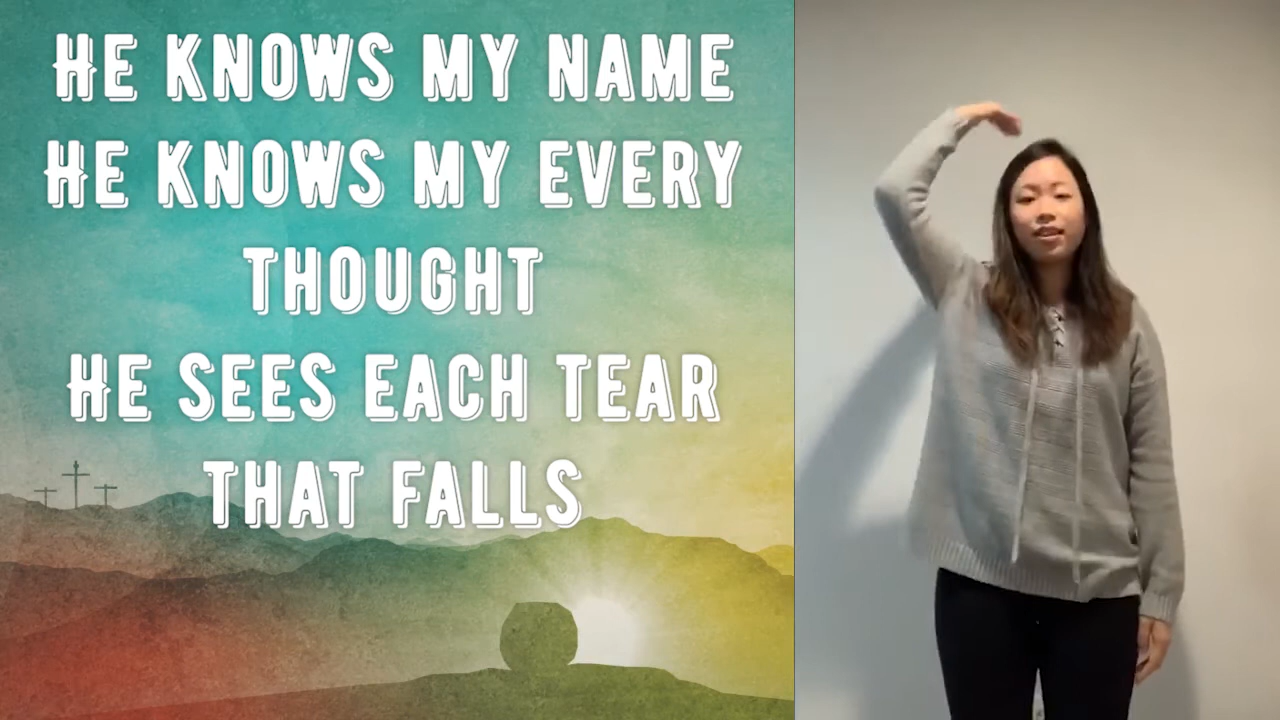 HE KNOWS MY NAME
HE KNOWS MY EVERY
THOUGHT
HE SEES EACH TEAR
THAT FALLS